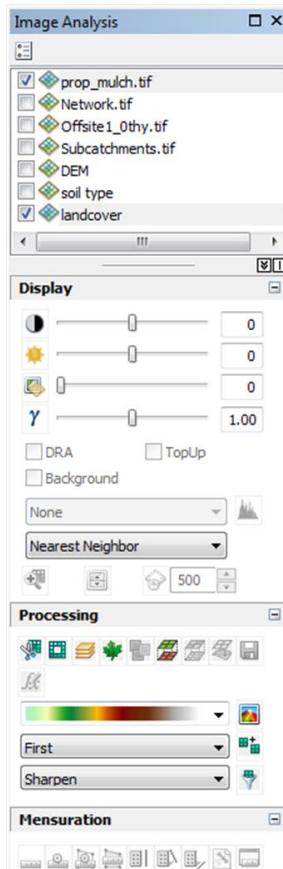 Image Analysis
prop_mulch.tif
Network.tif
Offsite1_0thy.tif
Subcatchments.tif
DEM
soil type
landcover
Display
0
0
0
γ 1.00
DRA TopUp
Background
None
Nearest Neighbor
500
Processing
fx
First
Sharpen
Mensuration